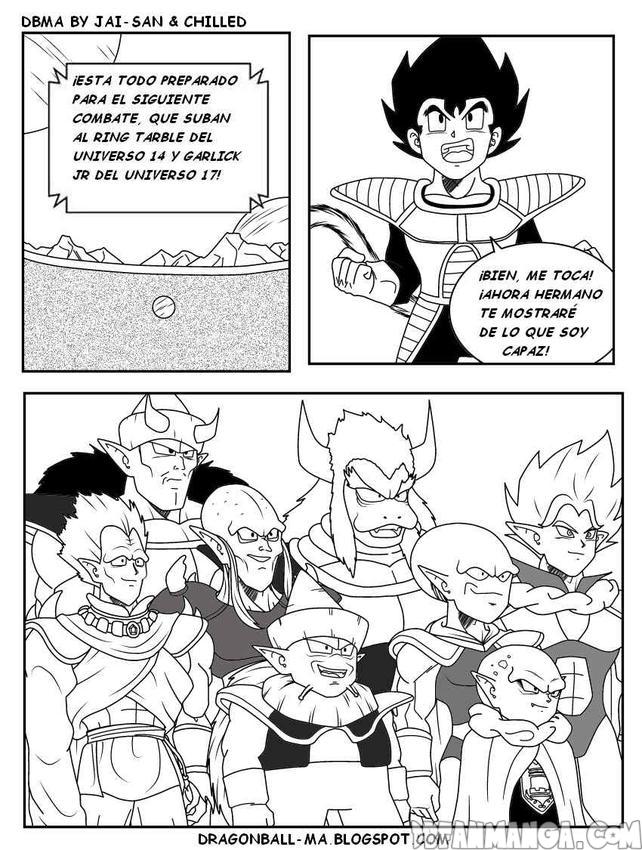 DBMA BY JAI-SAN & CHILLED
¡ESTA TODO PREPARADO
PARA EL SIGUIENTE
COMBATE, QUE SUBAN
AL RING TARBLE DEL
UNIVERSO 14 Y GARLICK
JR DEL UNIVERSO 17!
¡BIEN, ME TOCA!
¡AHORA HERMANO
TE MOSTRARÉ
DE LO QUE SOY
CAPAZ!
DRAGONBALL-MA.BLOGSPOT.COM